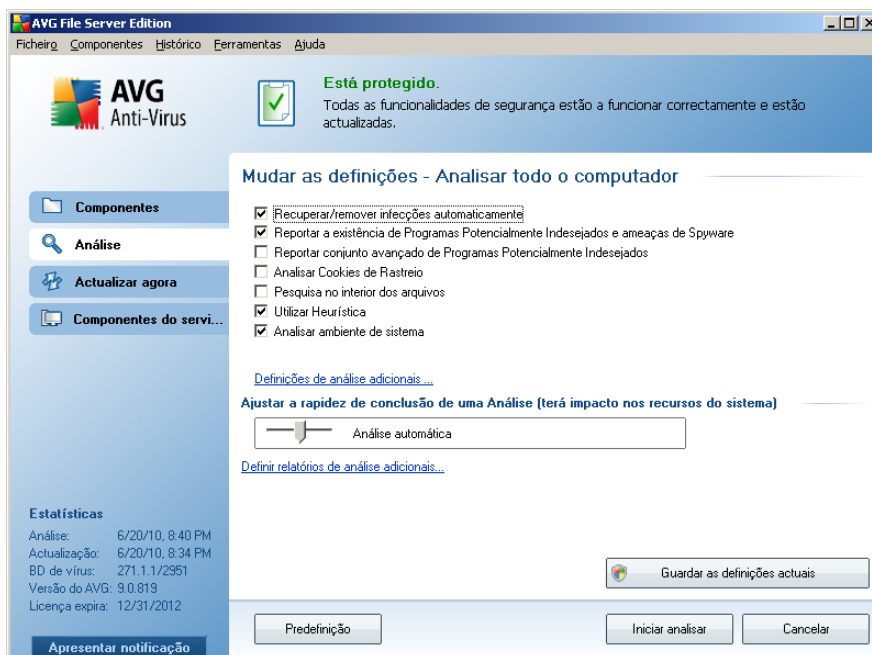 AVG File Server Edition
Ficheiro Componentes Histórico Ferramentas Ajuda
AVG
Anti-Virus
Está protegido.
Todas as funcionalidades de segurança estão a funcionar correctamente e estão
actualizadas.
Componentes
Análise
Actualizar agora
Componentes do servi...
Mudar as definições - Analisar todo o computador
Recuperar/remover infecções automaticamente
Reportar a existência de Programas Potencialmente Indesejados e ameaças de Spyware
Reportar conjunto avançado de Programas Potencialmente Indesejados
Analisar Cookies de Rastreio
Pesquisa no interior dos arquivos
Utilizar Heurística
Analisar ambiente de sistema
Definições de análise adicionais ...
Ajustar a rapidez de conclusão de uma Análise (terá impacto nos recursos do sistema)
Análise automática
Definir relatórios de análise adicionais...
Estatísticas
Análise: 6/20/10, 8:40 PM
Actualização: 6/20/10, 8:34 PM
BD de vírus: 271.1.1/2951
Versão do AVG: 9.0.819
Licença expira: 12/31/2012
Apresentar notificação
Guardar as definições actuais
Predefinição
Iniciar analisar
Cancelar